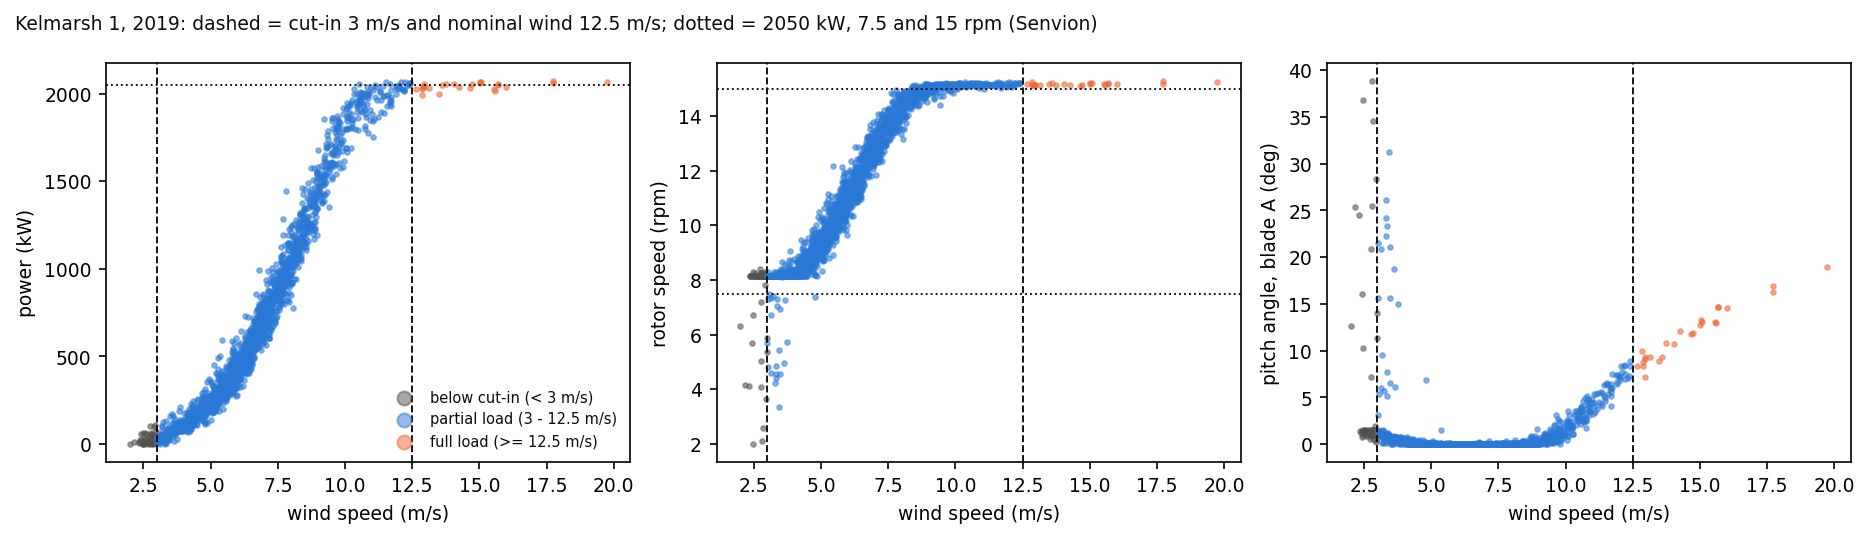 Kelmarsh 1, 2019: dashed = cut-in 3 m/s and nominal wind 12.5 m/s; dotted = 2050 kW, 7.5 and 15 rpm (Senvion)
power (kW)
2000
1500
1000
500
0
below cut-in (< 3 m/s)
partial load (3 - 12.5 m/s)
full load (>= 12.5 m/s)
2.5 5.0 7.5 10.0 12.5 15.0 17.5 20.0
wind speed (m/s)
rotor speed (rpm)
14
12
10
8
6
4
2
2.5 5.0 7.5 10.0 12.5 15.0 17.5 20.0
wind speed (m/s)
pitch angle, blade A (deg)
40
35
30
25
20
15
10
5
0
2.5 5.0 7.5 10.0 12.5 15.0 17.5 20.0
wind speed (m/s)